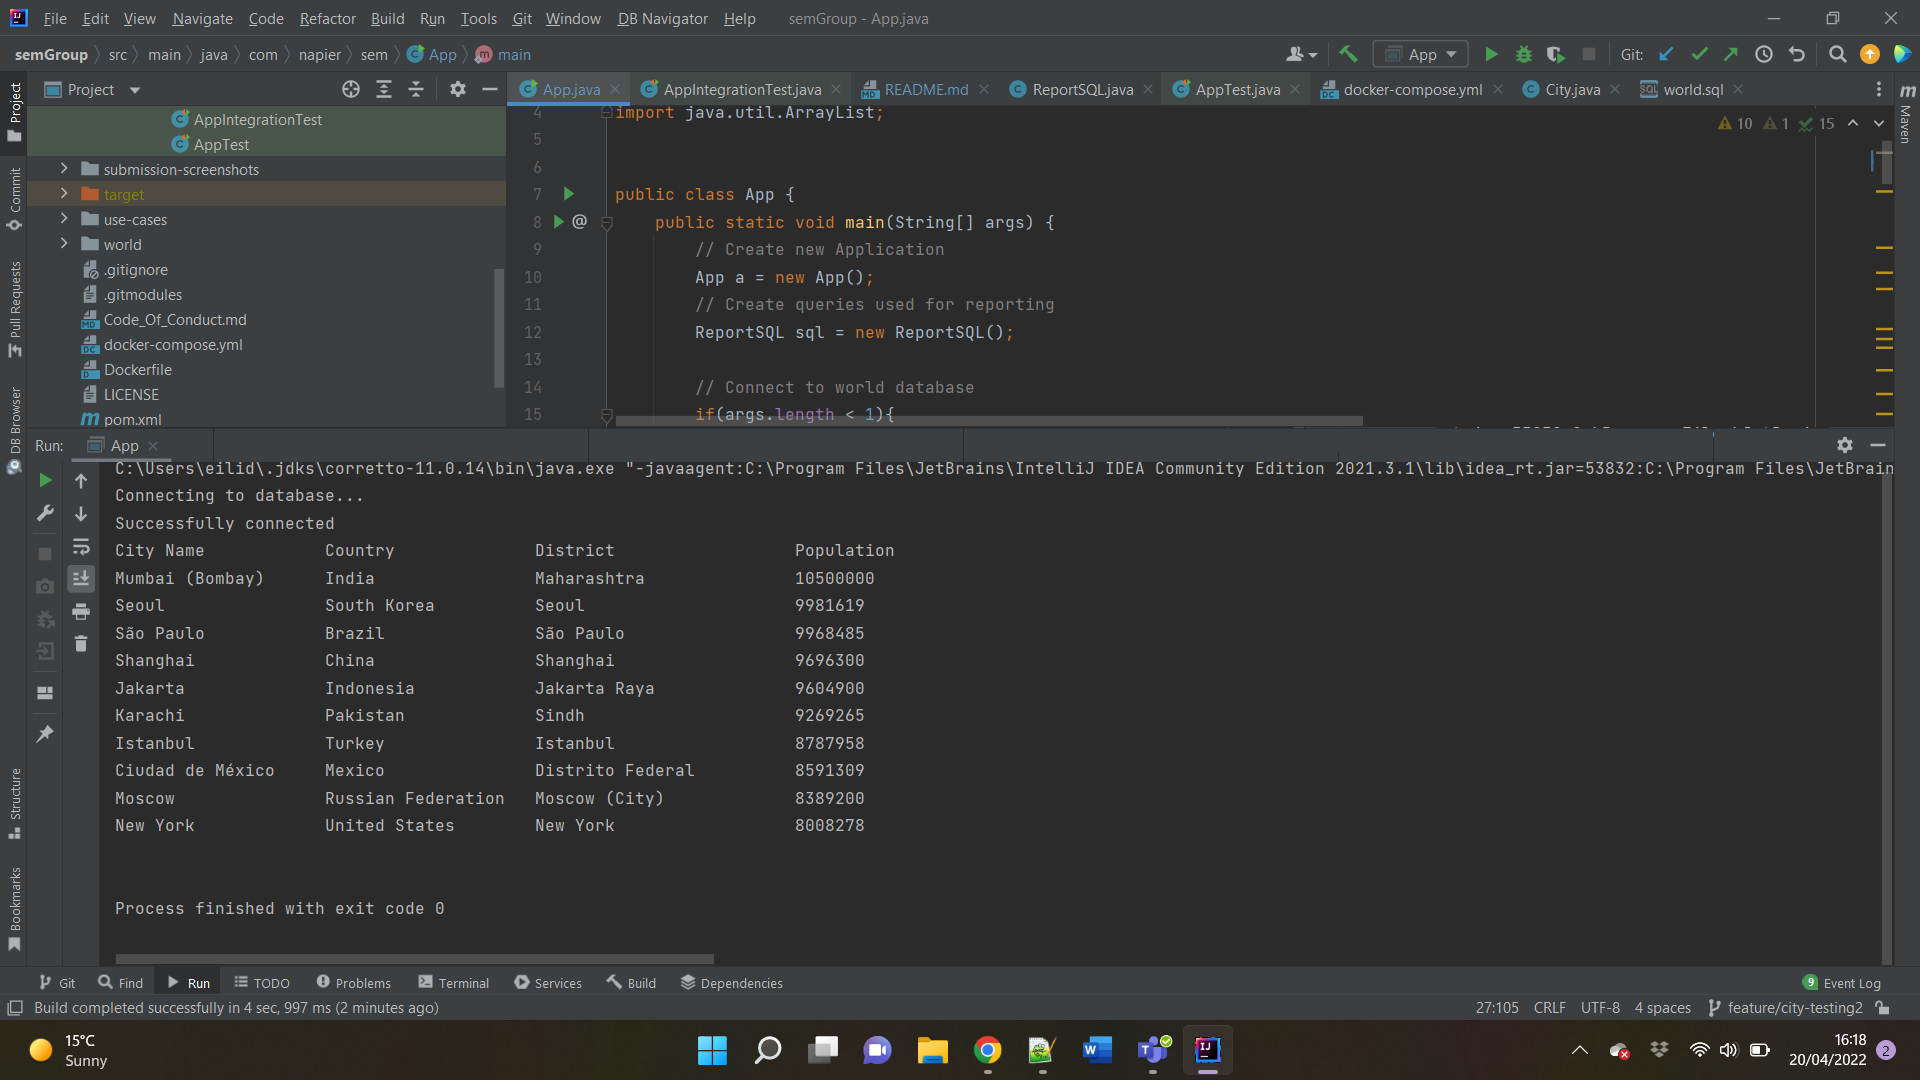 File Edit View Navigate Code Refactor Build Run Tools Git Window DB Navigator Help semGroup - App.java
semGroup src main java com napier sem App main App Git:
Project App.java AppIntegrationTest.java README.md ReportSQL.java AppTest.java docker-compose.yml City.java world.sql
Project
Commit
Pull Requests
DB Browser
Structure
Bookmarks
Maven
AppIntegrationTest
AppTest
submission-screenshots
target
use-cases
world
.gitignore
.gitmodules
Code_Of_Conduct.md
docker-compose.yml
Dockerfile
LICENSE
pom.xml
10 1 15
4 import java.util.ArrayList;
5
6
7 public class App {
8 @ public static void main(String[] args) {
9 // Create new Application
10 App a = new App();
11 // Create queries used for reporting
12 ReportSQL sql = new ReportSQL();
13
14 // Connect to world database
15 if(args.length < 1){
Run: App
C:\Users\eilid\.jdks\corretto-11.0.14\bin\java.exe "-javaagent:C:\Program Files\JetBrains\IntelliJ IDEA Community Edition 2021.3.1\lib\idea_rt.jar=53832:C:\Program Files\JetBrain
Connecting to database...
Successfully connected
City Name Country District Population
Mumbai (Bombay) India Maharashtra 10500000
Seoul South Korea Seoul 9981619
São Paulo Brazil São Paulo 9968485
Shanghai China Shanghai 9696300
Jakarta Indonesia Jakarta Raya 9604900
Karachi Pakistan Sindh 9269265
Istanbul Turkey Istanbul 8787958
Ciudad de México Mexico Distrito Federal 8591309
Moscow Russian Federation Moscow (City) 8389200
New York United States New York 8008278
Process finished with exit code 0
Git Find Run TODO Problems Terminal Services Build Dependencies 9 Event Log
Build completed successfully in 4 sec, 997 ms (2 minutes ago) 27:105 CRLF UTF-8 4 spaces feature/city-testing2
15°C
Sunny
16:18
20/04/2022 2